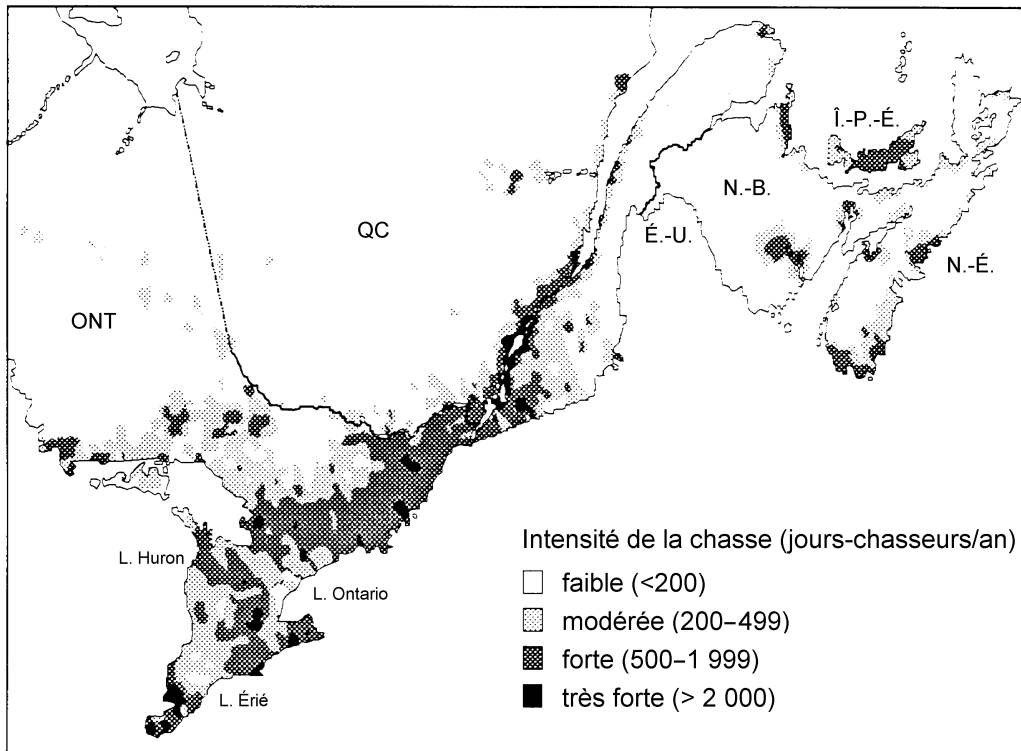 Î.-P.-É.
N.-B.
QC
É.-U.
N.-É.
ONT
Intensité de la chasse (jours-chasseurs/an)
L. Huron
faible (<200)
L. Ontario
modérée (200–499)
forte (500–1 999)
L. Érié
très forte (> 2 000)